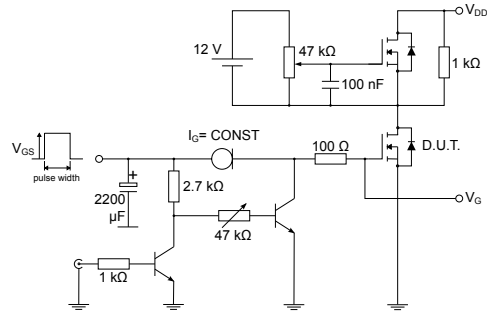 V_DD
12 V
47 kΩ
1 kΩ
100 nF
I_G= CONST
100 Ω
D.U.T.
V_GS
pulse width
+
2200
μF
2.7 kΩ
47 kΩ
V_G
1 kΩ